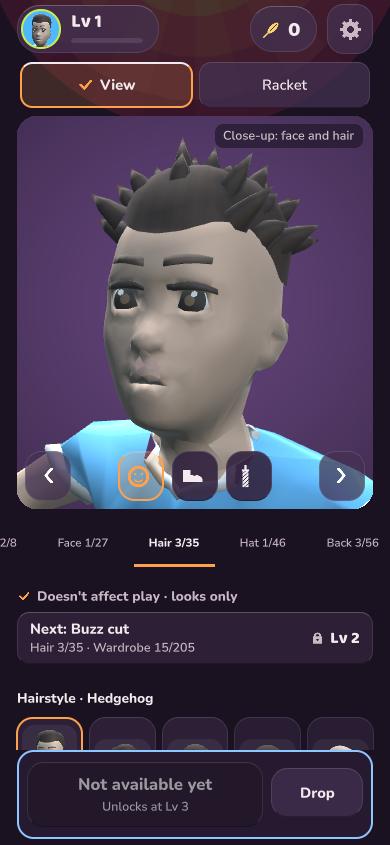 Lv 1
0
View
Racket
Close-up: face and hair
2/8
Face 1/27
Hair 3/35
Hat 1/46
Back 3/56
Doesn't affect play · looks only
Next: Buzz cut
Hair 3/35 · Wardrobe 15/205
Lv 2
Hairstyle · Hedgehog
Not available yet
Unlocks at Lv 3
Drop